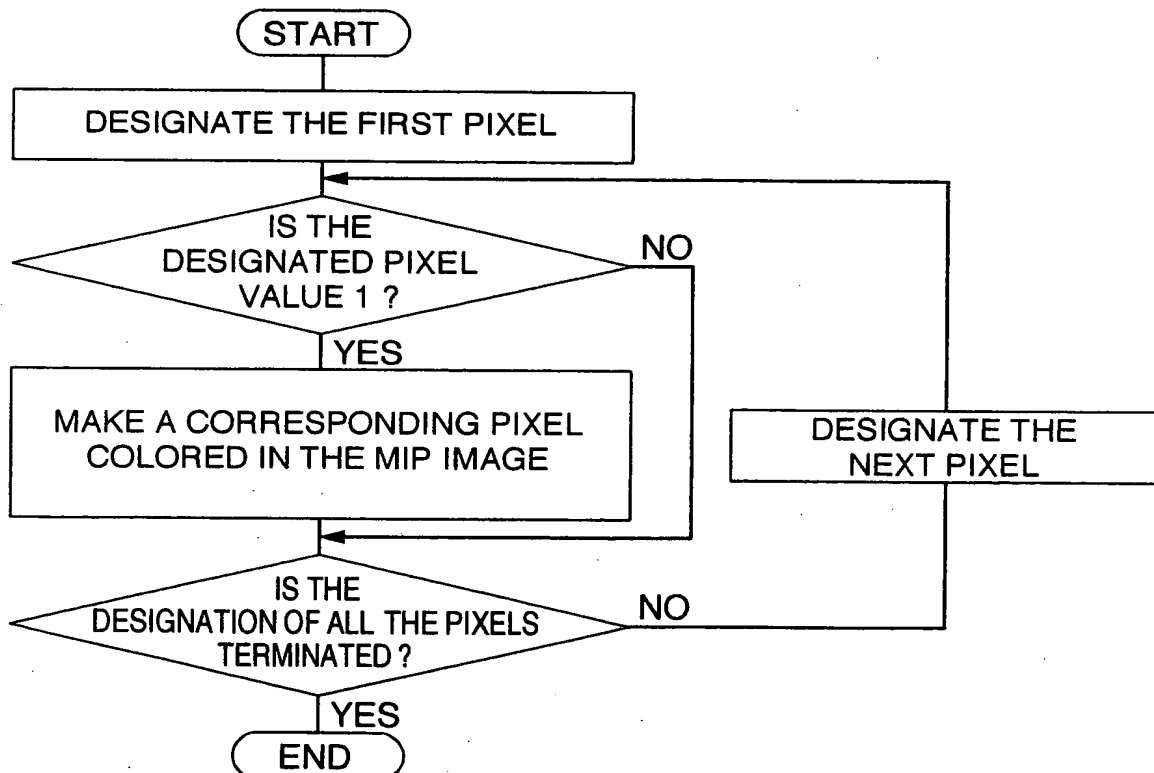 START
DESIGNATE THE FIRST PIXEL
IS THE
DESIGNATED PIXEL
VALUE 1 ?
NO
YES
MAKE A CORRESPONDING PIXEL
COLORED IN THE MIP IMAGE
DESIGNATE THE
NEXT PIXEL
IS THE
DESIGNATION OF ALL THE PIXELS
TERMINATED ?
NO
YES
END